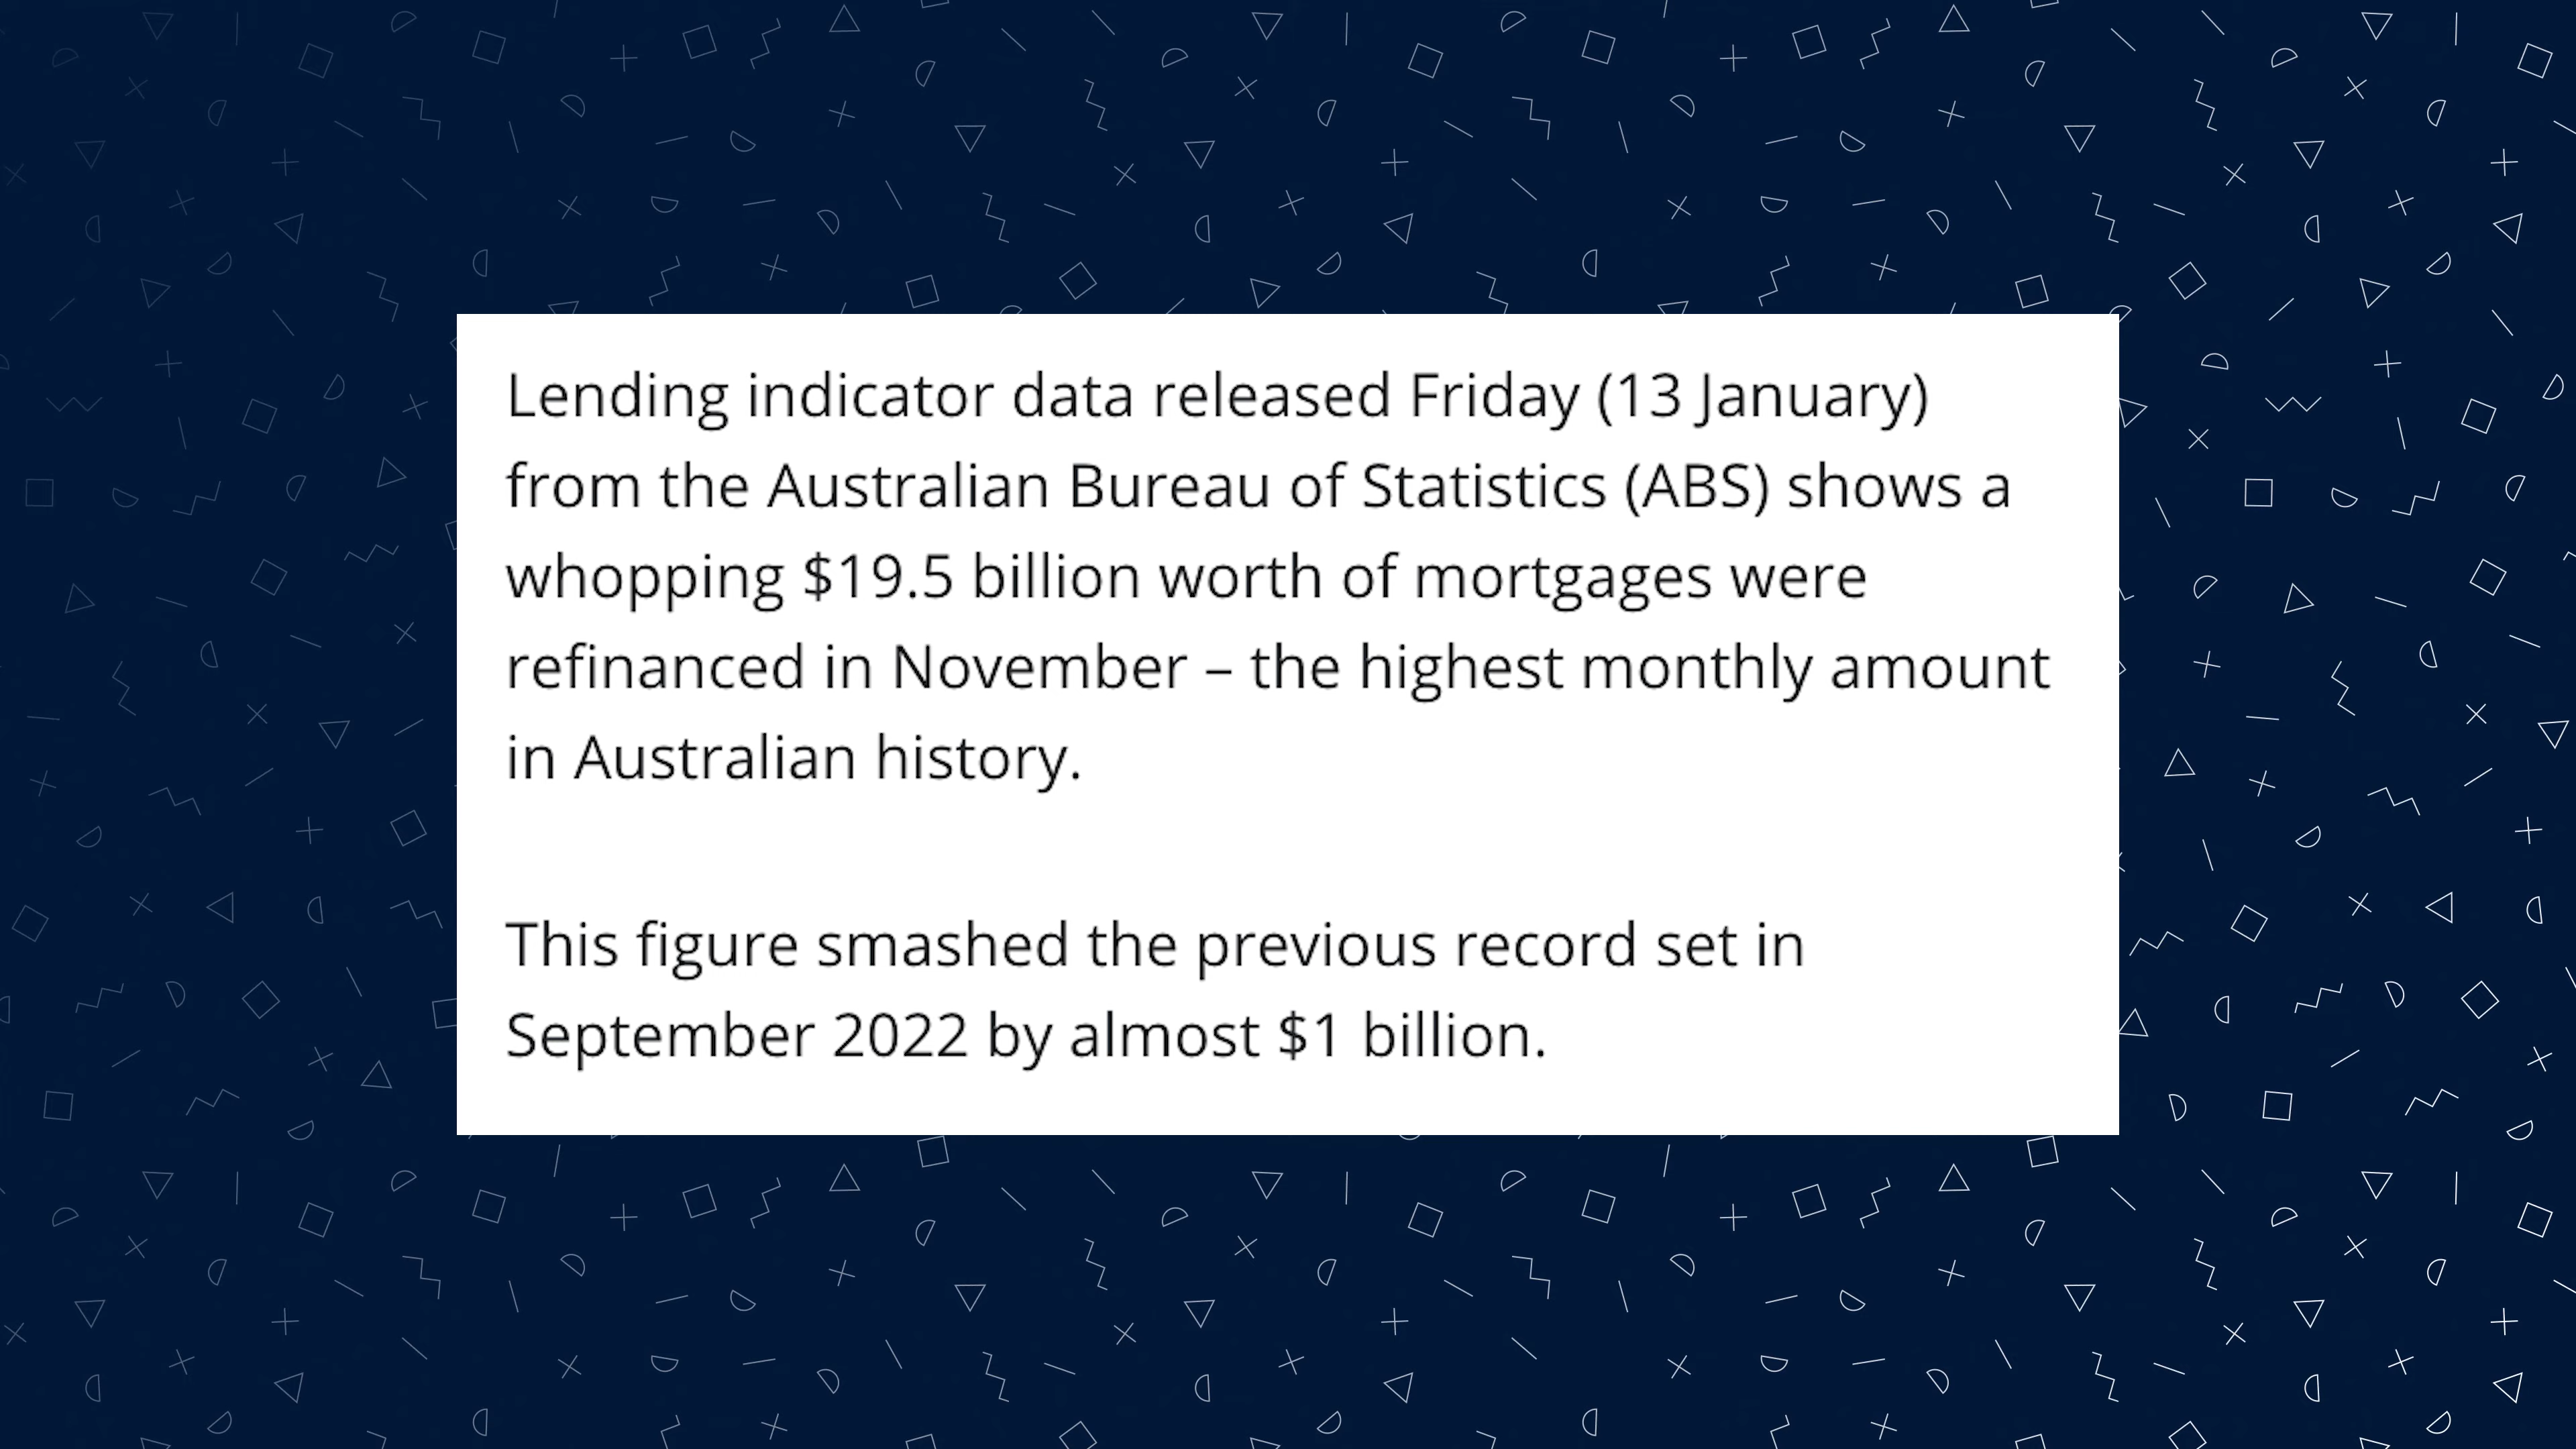 Lending indicator data released Friday (13 January)
from the Australian Bureau of Statistics (ABS) shows a
whopping $19.5 billion worth of mortgages were
refinanced in November – the highest monthly amount
in Australian history.
This figure smashed the previous record set in
September 2022 by almost $1 billion.